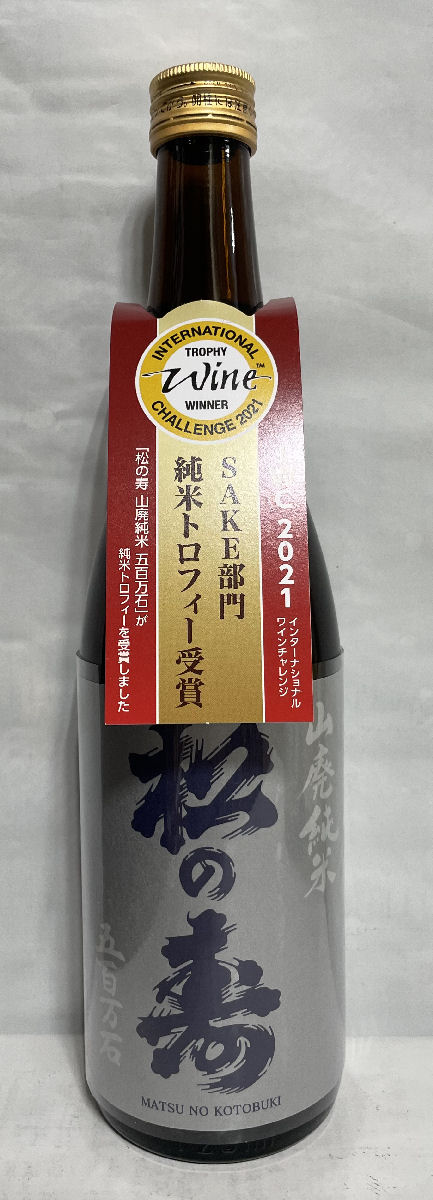 INTERNATIONAL
TROPHY
Wine™
WINNER
CHALLENGE 2021
2021
インターナショナル
ワインチャレンジ
SAKE部門
純米トロフィー受賞
「松の寿 山廃純米 五百万石」が
純米トロフィーを受賞しました
山廃純米
松の寿
五百万石
MATSU NO KOTOBUKI